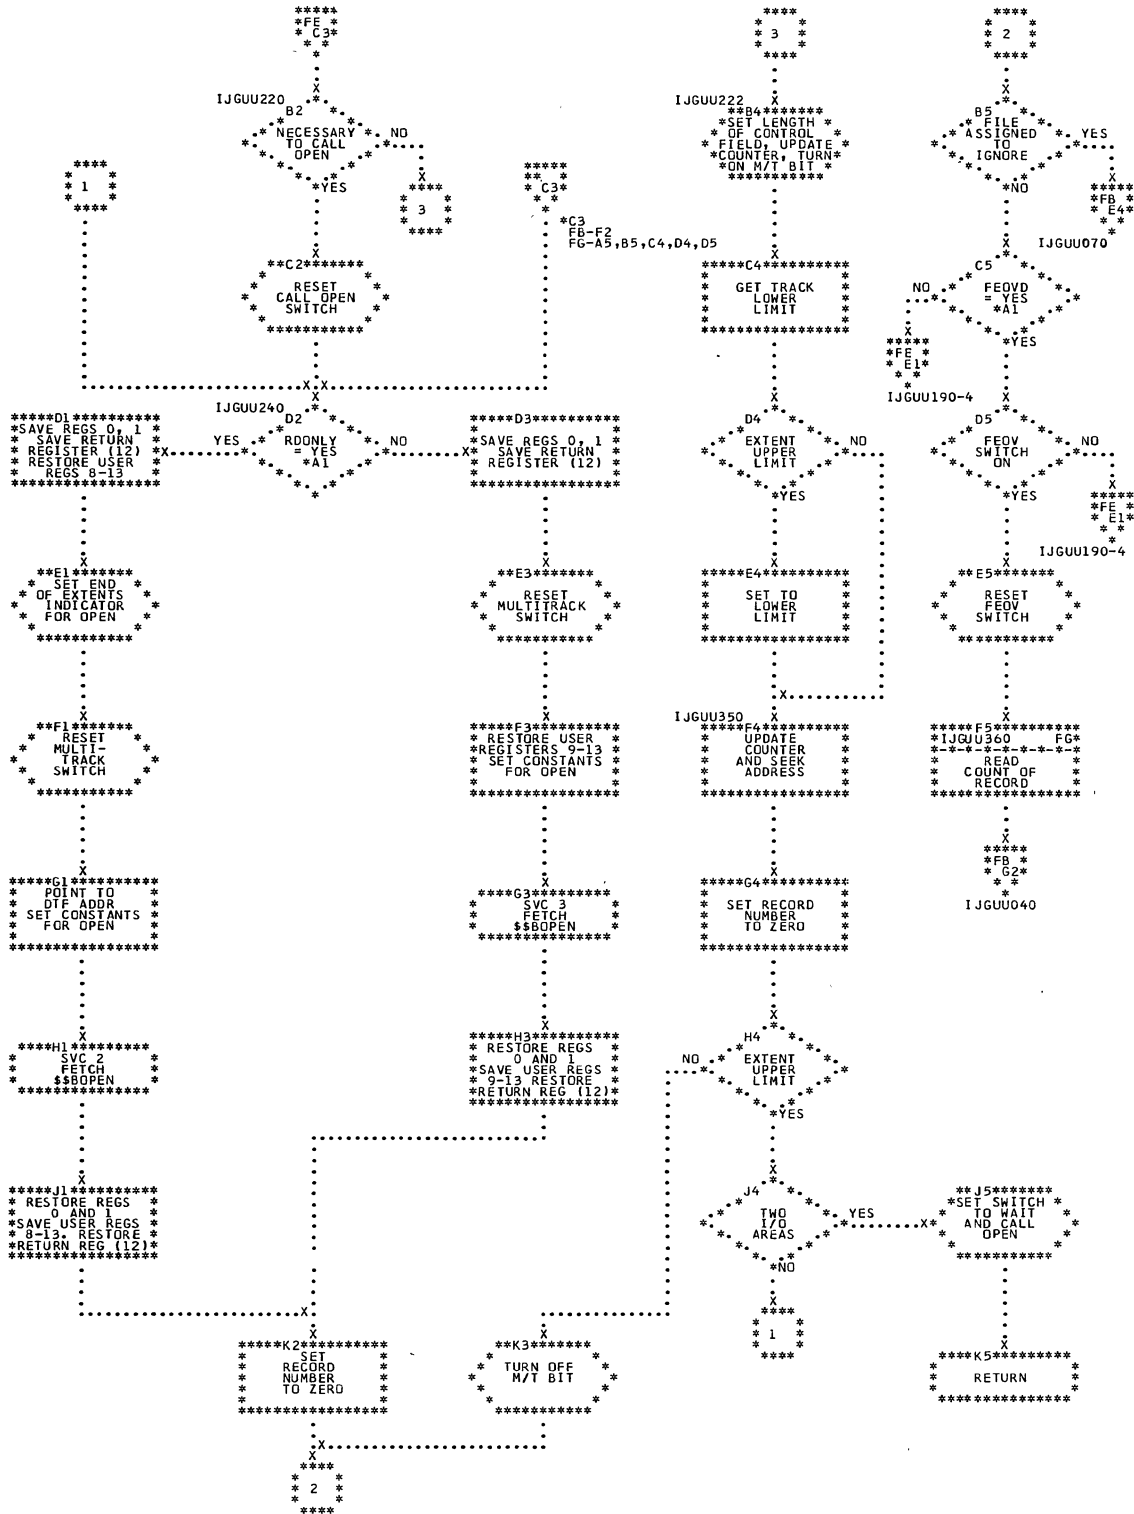 FE
C3
3
2
IJGUU220
B2
NECESSARY
TO CALL
OPEN
NO
YES
3
1
C3
*C3
FB-F2
FG-A5,B5,C4,D4,D5
IJGUU222
B4
SET LENGTH
OF CONTROL
FIELD, UPDATE
COUNTER, TURN
ON M/T BIT
B5
FILE
ASSIGNED
TO
IGNORE
YES
NO
FB
E4
IJGUU070
C2
RESET
CALL OPEN
SWITCH
C4
GET TRACK
LOWER
LIMIT
C5
FEOVD
= YES
*A1
NO
YES
FE
E1
IJGUU190-4
IJGUU240
D1
SAVE REGS 0, 1
SAVE RETURN
REGISTER (12)
RESTORE USER
REGS 8-13
YES
D2
RDONLY
= YES
*A1
NO
D3
SAVE REGS 0, 1
SAVE RETURN
REGISTER (12)
D4
EXTENT
UPPER
LIMIT
NO
YES
D5
FEOV
SWITCH
ON
NO
YES
FE
E1
IJGUU190-4
E1
SET END
OF EXTENTS
INDICATOR
FOR OPEN
E3
RESET
MULTITRACK
SWITCH
E4
SET TO
LOWER
LIMIT
E5
RESET
FEOV
SWITCH
F1
RESET
MULTI-
TRACK
SWITCH
F3
RESTORE USER
REGISTERS 9-13
SET CONSTANTS
FOR OPEN
IJGUU350
F4
UPDATE
COUNTER
AND SEEK
ADDRESS
F5
IJGUU360 FG
READ
COUNT OF
RECORD
FB
G2
IJGUU040
G1
POINT TO
DTF ADDR
SET CONSTANTS
FOR OPEN
G3
SVC 3
FETCH
$$BOPEN
G4
SET RECORD
NUMBER
TO ZERO
H1
SVC 2
FETCH
$$BOPEN
H3
RESTORE REGS
0 AND 1
SAVE USER REGS
9-13 RESTORE
RETURN REG (12)
H4
EXTENT
UPPER
LIMIT
NO
YES
J1
RESTORE REGS
0 AND 1
SAVE USER REGS
8-13. RESTORE
RETURN REG (12)
J4
TWO
I/O
AREAS
YES
NO
J5
SET SWITCH
TO WAIT
AND CALL
OPEN
1
K2
SET
RECORD
NUMBER
TO ZERO
K3
TURN OFF
M/T BIT
K5
RETURN
2